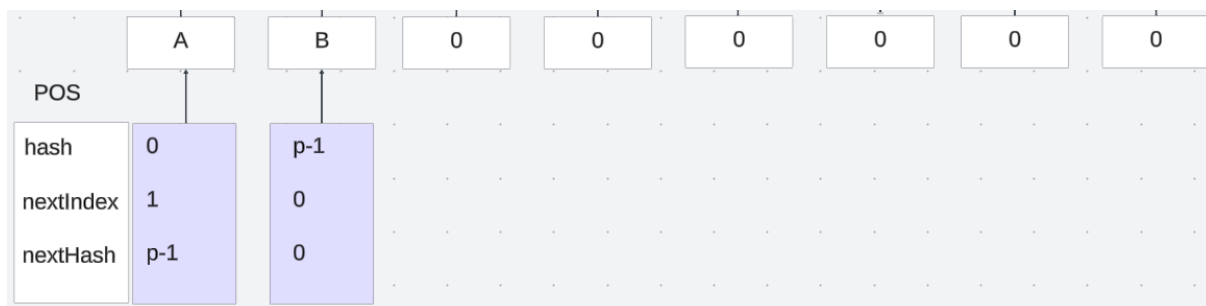 A B 0 0 0 0 0 0
POS
hash 0 p-1
nextIndex 1 0
nextHash p-1 0